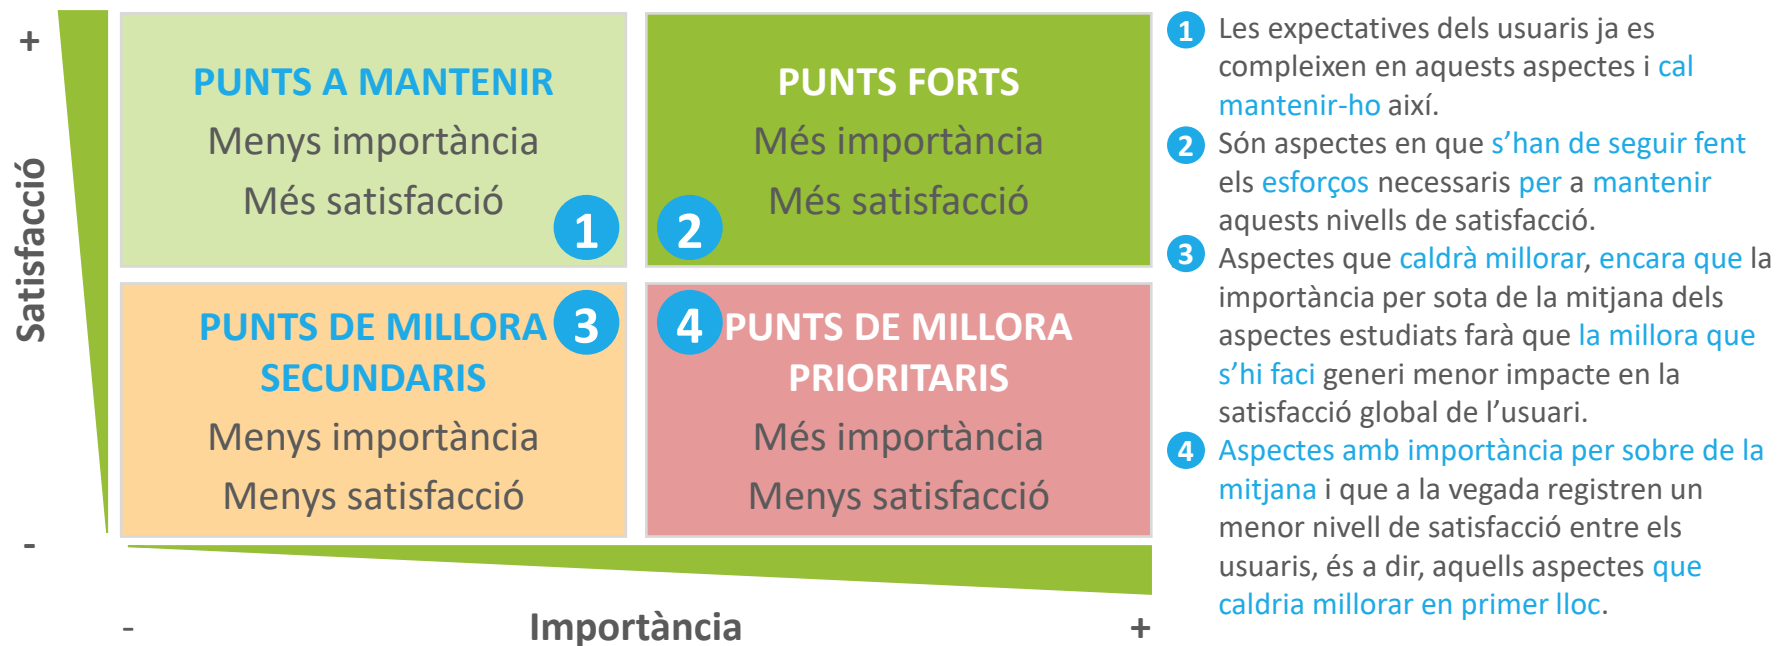 +
Satisfacció
-
PUNTS A MANTENIR
Menys importància
Més satisfacció
1
PUNTS FORTS
Més importància
Més satisfacció
2
PUNTS DE MILLORA
SECUNDARIS
Menys importància
Menys satisfacció
3
4
PUNTS DE MILLORA
PRIORITARIS
Més importància
Menys satisfacció
-
Importància
+
1 Les expectatives dels usuaris ja es
compleixen en aquests aspectes i cal
mantenir-ho així.
2 Són aspectes en que s’han de seguir fent
els esforços necessaris per a mantenir
aquests nivells de satisfacció.
3 Aspectes que caldrà millorar, encara que la
importància per sota de la mitjana dels
aspectes estudiats farà que la millora que
s’hi faci generi menor impacte en la
satisfacció global de l’usuari.
4 Aspectes amb importància per sobre de la
mitjana i que a la vegada registren un
menor nivell de satisfacció entre els
usuaris, és a dir, aquells aspectes que
caldria millorar en primer lloc.